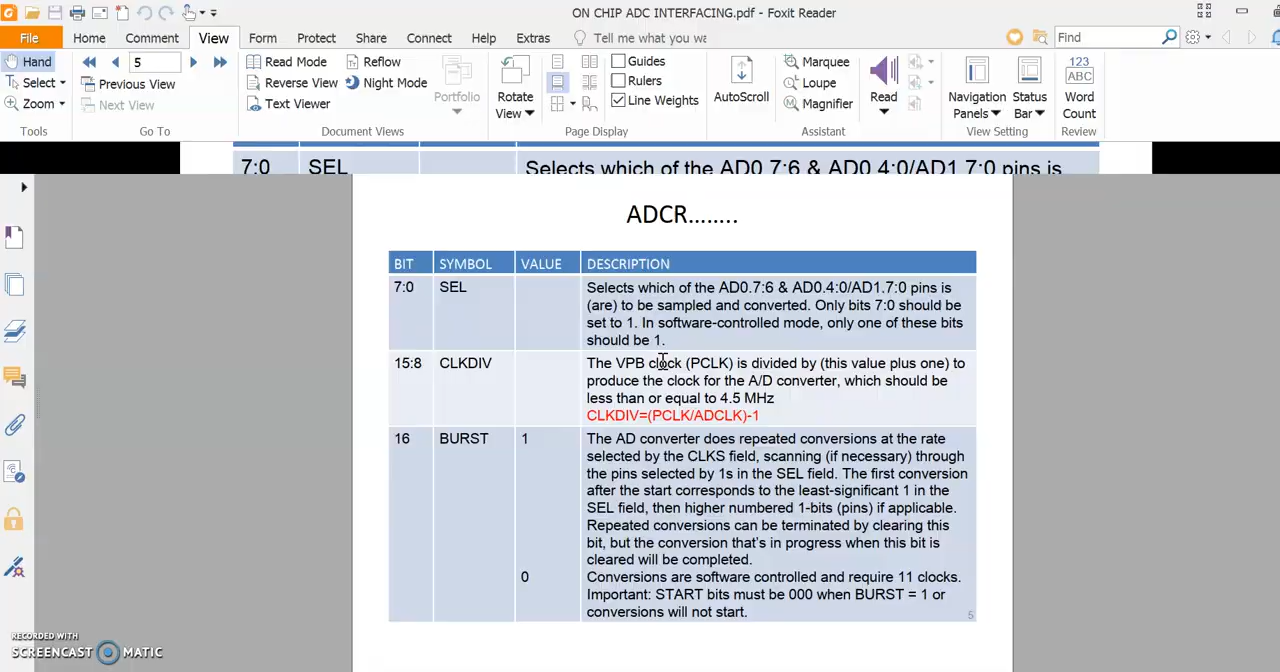 ON CHIP ADC INTERFACING.pdf - Foxit Reader
File Home Comment View Form Protect Share Connect Help Extras Tell me what you wa Find
Hand
Select
Zoom
Tools
5
Previous View
Next View
Go To
Read Mode Reflow
Reverse View Night Mode
Text Viewer
Portfolio
Document Views
Rotate
View
Guides
Rulers
Line Weights
Page Display
AutoScroll
Marquee
Loupe
Magnifier
Read
Assistant
Navigation
Panels
Status
Bar
View Setting
123
ABC
Word
Count
Review
7:0 SEL Selects which of the AD0.7:6 & AD0.4:0/AD1.7:0 pins is
ADCR........
BIT SYMBOL VALUE DESCRIPTION
7:0 SEL Selects which of the AD0.7:6 & AD0.4:0/AD1.7:0 pins is
(are) to be sampled and converted. Only bits 7:0 should be
set to 1. In software-controlled mode, only one of these bits
should be 1.
15:8 CLKDIV The VPB clock (PCLK) is divided by (this value plus one) to
produce the clock for the A/D converter, which should be
less than or equal to 4.5 MHz
CLKDIV=(PCLK/ADCLK)-1
16 BURST 1 The AD converter does repeated conversions at the rate
selected by the CLKS field, scanning (if necessary) through
the pins selected by 1s in the SEL field. The first conversion
after the start corresponds to the least-significant 1 in the
SEL field, then higher numbered 1-bits (pins) if applicable.
Repeated conversions can be terminated by clearing this
bit, but the conversion that's in progress when this bit is
cleared will be completed.
0 Conversions are software controlled and require 11 clocks.
Important: START bits must be 000 when BURST = 1 or
conversions will not start.
5
RECORDED WITH
SCREENCAST MATIC